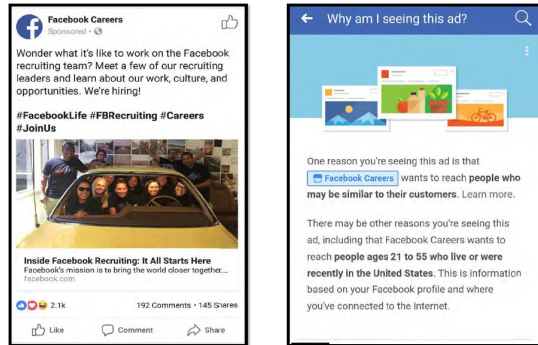 Facebook Careers
Sponsored •
Wonder what it's like to work on the Facebook
recruiting team? Meet a few of our recruiting
leaders and learn about our work, culture, and
opportunities. We're hiring!
#FacebookLife #FBRecruiting #Careers
#JoinUs
Inside Facebook Recruiting: It All Starts Here
Facebook's mission is to bring the world closer together....
facebook.com
2.1k 192 Comments • 145 Shares
Like Comment Share
Why am I seeing this ad?
One reason you're seeing this ad is that
Facebook Careers wants to reach people who
may be similar to their customers. Learn more.
There may be other reasons you're seeing this
ad, including that Facebook Careers wants to
reach people ages 21 to 55 who live or were
recently in the United States. This is information
based on your Facebook profile and where
you've connected to the internet.